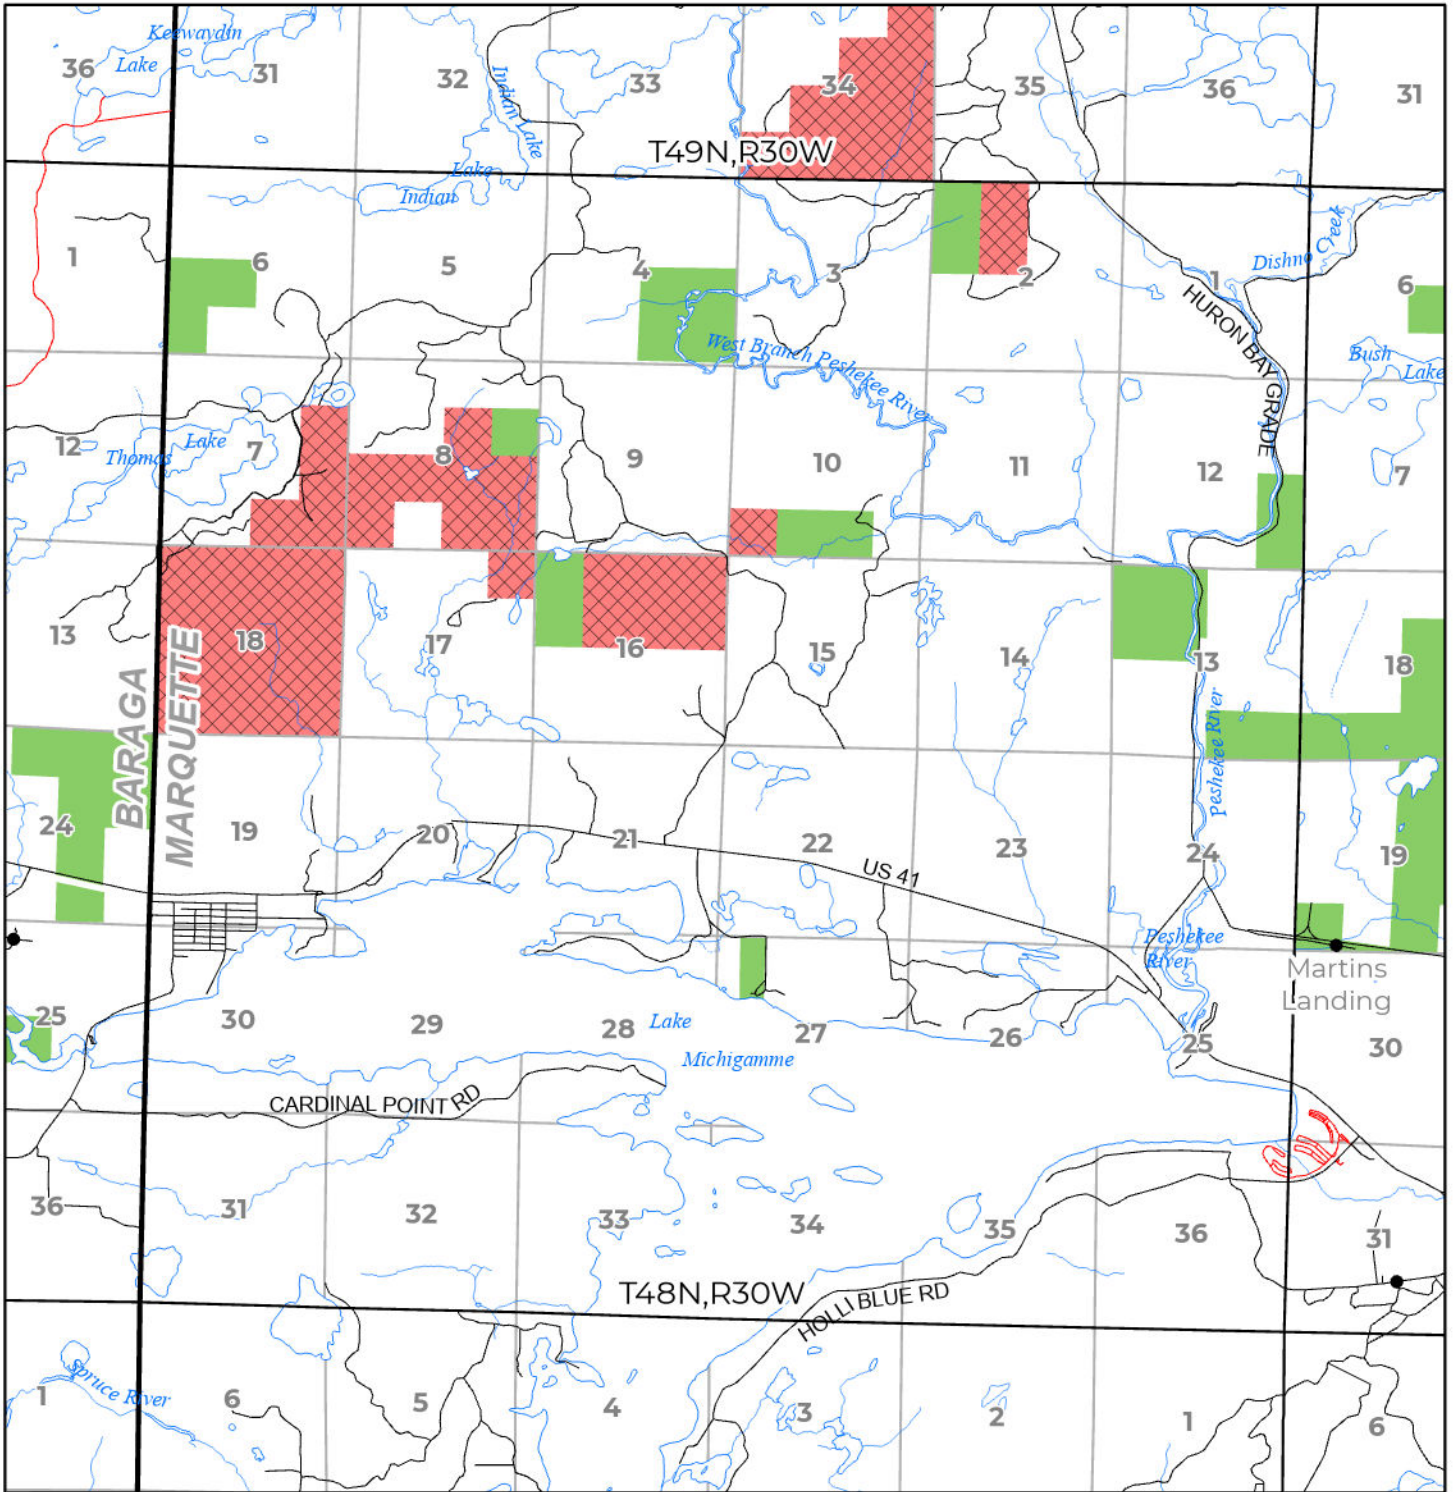 Keewaydin
Lake
36
31
32
33
34
35
36
31
Indian Lake
T49N,R30W
Lake
Indian
1
6
5
4
3
2
1
6
Dishno Creek
HURON BAY GRADE
West Branch Peshekee River
Bush
Lake
12
Thomas
Lake
7
8
9
10
11
12
7
13
18
17
16
15
14
13
18
BARAGA
MARQUETTE
Peshekee River
24
19
20
21
22
23
24
19
US 41
Peshekee
River
Martins
Landing
25
30
29
28
Lake
27
26
25
30
Michigamme
CARDINAL POINT RD
36
31
32
33
34
35
36
31
T48N,R30W
HOLLI BLUE RD
Spruce River
1
6
5
4
3
2
1
6